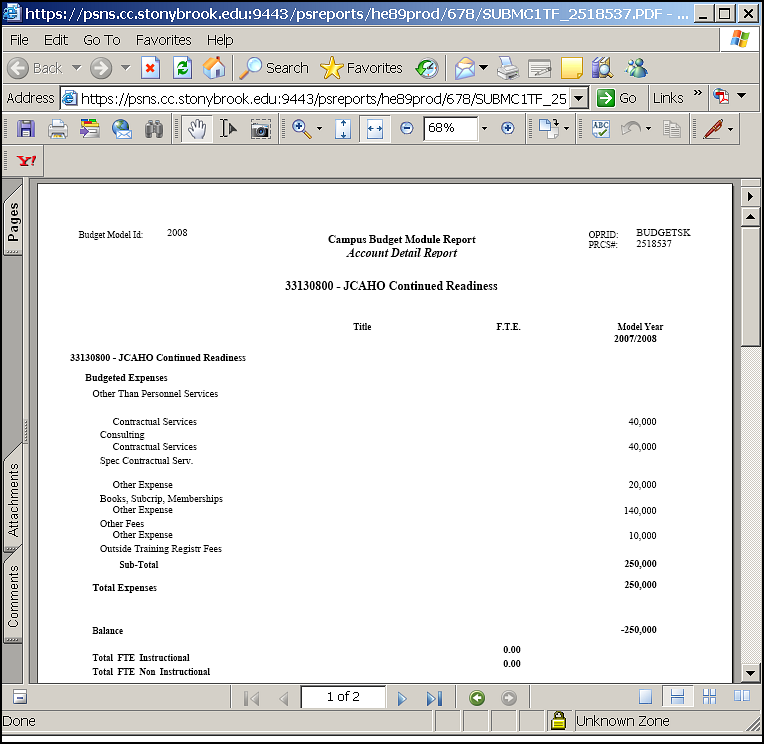 https://psns.cc.stonybrook.edu:9443/psreports/he89prod/678/SUBMC1TF_2518537.PDF - ...
File Edit Go To Favorites Help
Back Search Favorites
Address https://psns.cc.stonybrook.edu:9443/psreports/he89prod/678/SUBMC1TF_25 Go Links »
68% ABC
Y!
Pages
Attachments
Comments
Budget Model Id: 2008 Campus Budget Module Report OPRID: BUDGETSK
Account Detail Report PRCS#: 2518537
33130800 - JCAHO Continued Readiness
Title F.T.E. Model Year
2007/2008
33130800 - JCAHO Continued Readiness
Budgeted Expenses
Other Than Personnel Services
Contractual Services 40,000
Consulting
Contractual Services 40,000
Spec Contractual Serv.
Other Expense 20,000
Books, Subcrip, Memberships
Other Expense 140,000
Other Fees
Other Expense 10,000
Outside Training Registr Fees
Sub-Total 250,000
Total Expenses 250,000
Balance -250,000
Total FTE Instructional 0.00
Total FTE Non Instructional 0.00
1 of 2
Done Unknown Zone